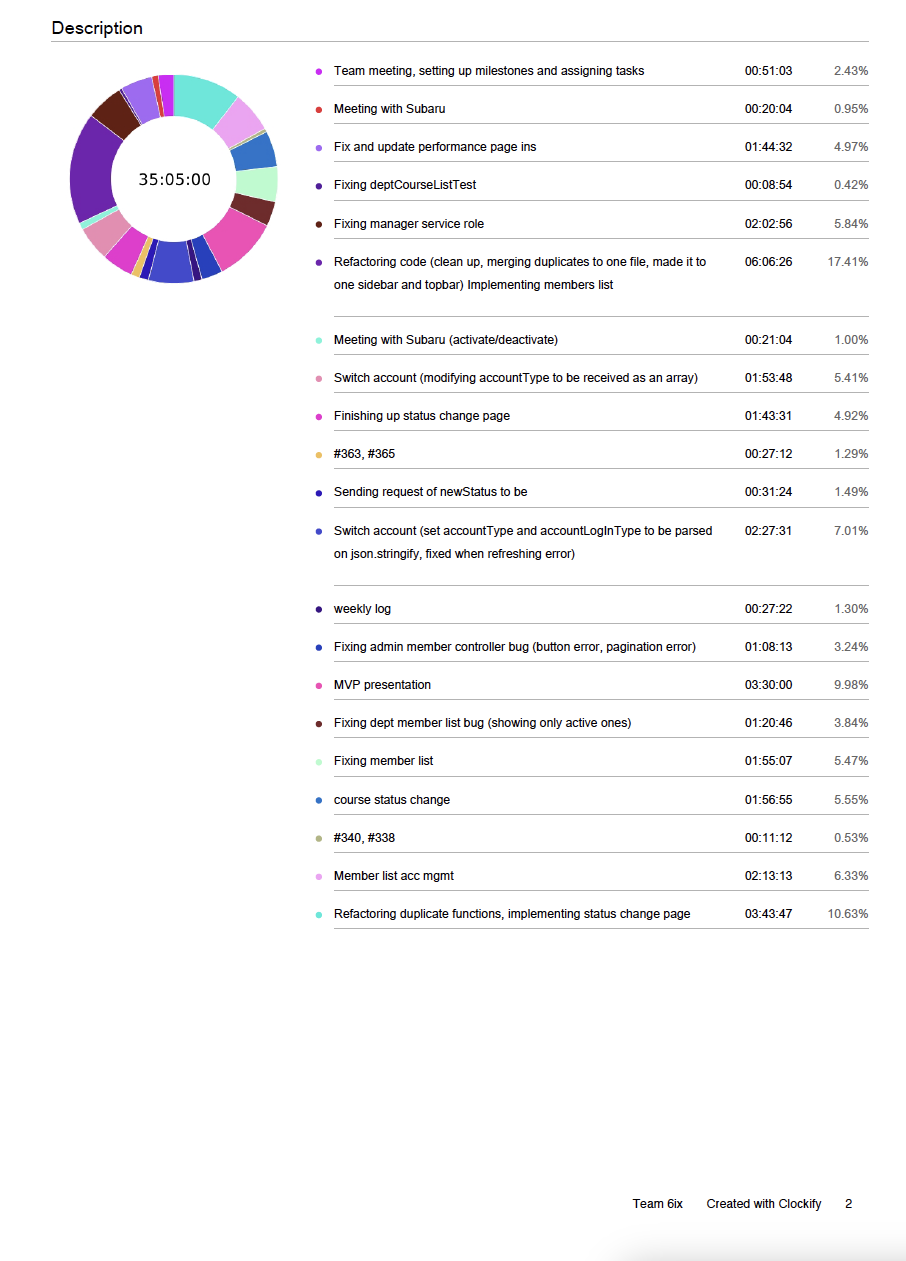 Description
35:05:00
Team meeting, setting up milestones and assigning tasks 00:51:03 2.43%
Meeting with Subaru 00:20:04 0.95%
Fix and update performance page ins 01:44:32 4.97%
Fixing deptCourseListTest 00:08:54 0.42%
Fixing manager service role 02:02:56 5.84%
Refactoring code (clean up, merging duplicates to one file, made it to 06:06:26 17.41%
one sidebar and topbar) Implementing members list
Meeting with Subaru (activate/deactivate) 00:21:04 1.00%
Switch account (modifying accountType to be received as an array) 01:53:48 5.41%
Finishing up status change page 01:43:31 4.92%
#363, #365 00:27:12 1.29%
Sending request of newStatus to be 00:31:24 1.49%
Switch account (set accountType and accountLogInType to be parsed 02:27:31 7.01%
on json.stringify, fixed when refreshing error)
weekly log 00:27:22 1.30%
Fixing admin member controller bug (button error, pagination error) 01:08:13 3.24%
MVP presentation 03:30:00 9.98%
Fixing dept member list bug (showing only active ones) 01:20:46 3.84%
Fixing member list 01:55:07 5.47%
course status change 01:56:55 5.55%
#340, #338 00:11:12 0.53%
Member list acc mgmt 02:13:13 6.33%
Refactoring duplicate functions, implementing status change page 03:43:47 10.63%
Team 6ix Created with Clockify 2